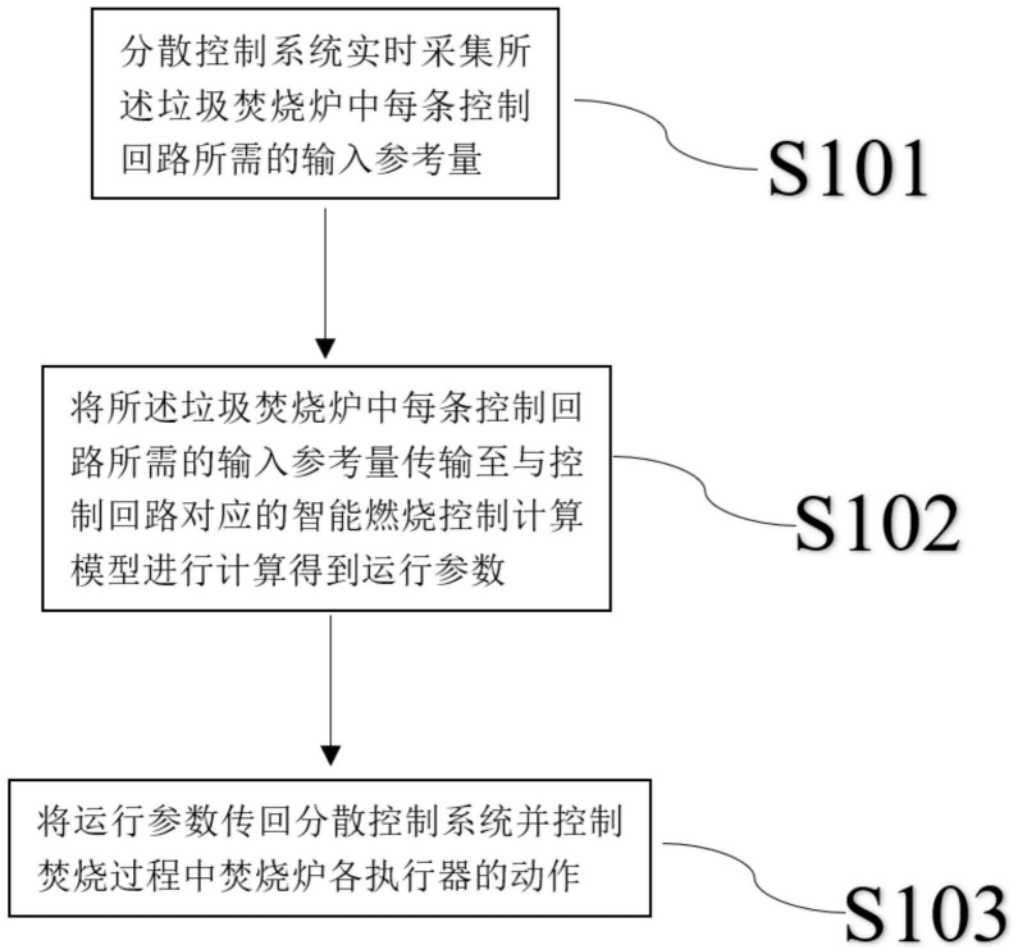 分散控制系统实时采集所
述垃圾焚烧炉中每条控制
回路所需的输入参考量
S101
将所述垃圾焚烧炉中每条控制回
路所需的输入参考量传输至与控
制回路对应的智能燃烧控制计算
模型进行计算得到运行参数
S102
将运行参数传回分散控制系统并控制
焚烧过程中焚烧炉各执行器的动作
S103